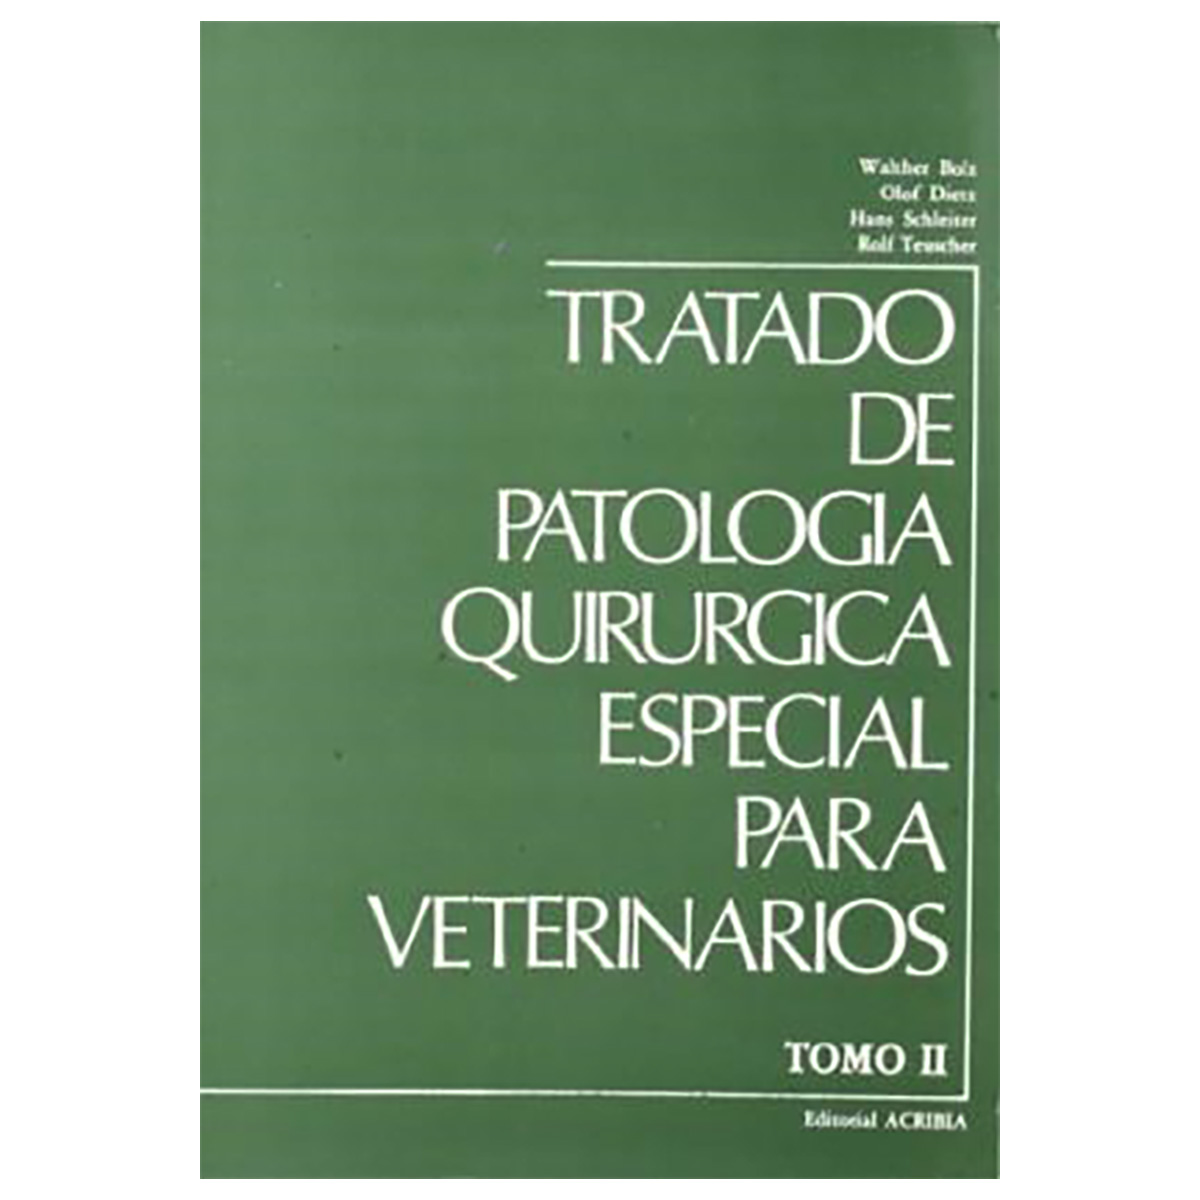 Walther Bolz
Olof Dietz
Hans Schleiter
Rolf Teuscher
TRATADO
DE
PATOLOGIA
QUIRURGICA
ESPECIAL
PARA
VETERINARIOS
TOMO II
Editorial ACRIBIA